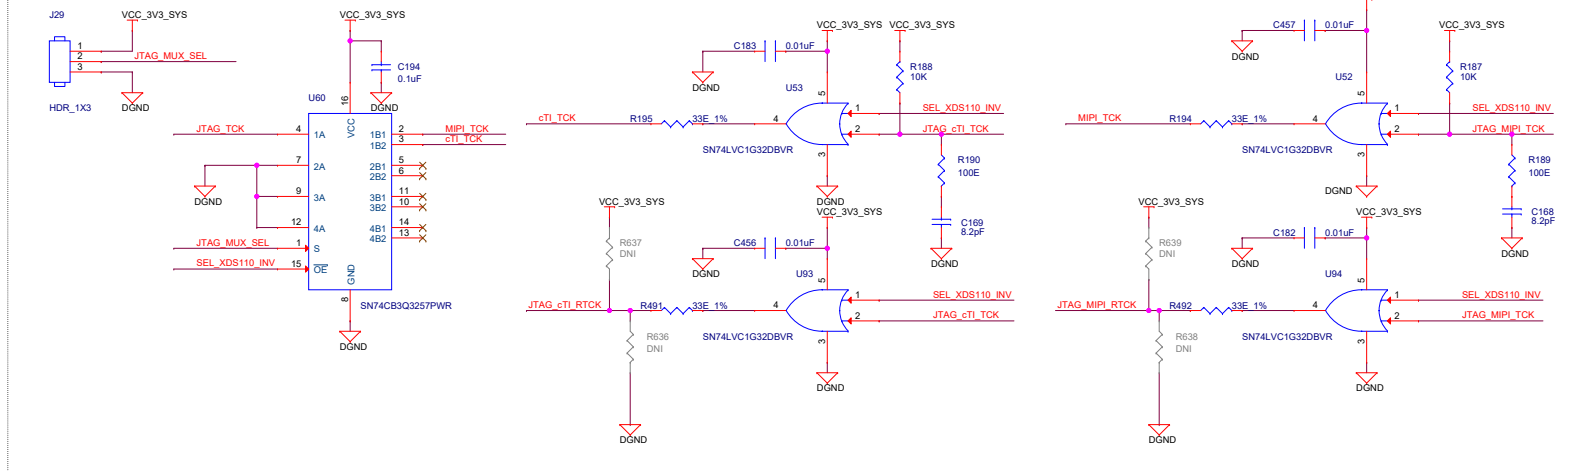 J29
VCC_3V3_SYS
1
2
3
JTAG_MUX_SEL
DGND
HDR_1X3
VCC_3V3_SYS
C194
0.1uF
DGND
U60
16
VCC
JTAG_TCK
4
1A
1B1
2
MIPI_TCK
1B2
3
cTI_TCK
7
2A
2B1
5
2B2
6
DGND
9
3A
3B1
11
3B2
10
12
4A
4B1
14
4B2
13
JTAG_MUX_SEL
1
S
SEL_XDS110_INV
15
OE
GND
8
SN74CB3Q3257PWR
DGND
VCC_3V3_SYS
VCC_3V3_SYS
C183
0.01uF
DGND
R188
10K
U53
5
cTI_TCK
R195
33E_1%
4
1
SEL_XDS110_INV
2
JTAG_cTI_TCK
SN74LVC1G32DBVR
3
DGND
R190
100E
C169
8.2pF
DGND
VCC_3V3_SYS
R637
DNI
VCC_3V3_SYS
C456
0.01uF
DGND
U93
5
JTAG_cTI_RTCK
R491
33E_1%
4
1
SEL_XDS110_INV
2
JTAG_cTI_TCK
R636
DNI
SN74LVC1G32DBVR
3
DGND
DGND
C457
0.01uF
DGND
VCC_3V3_SYS
R187
10K
U52
5
MIPI_TCK
R194
33E_1%
4
1
SEL_XDS110_INV
2
JTAG_MIPI_TCK
SN74LVC1G32DBVR
3
DGND
R189
100E
C168
8.2pF
DGND
VCC_3V3_SYS
R639
DNI
VCC_3V3_SYS
C182
0.01uF
DGND
U94
5
JTAG_MIPI_RTCK
R492
33E_1%
4
1
SEL_XDS110_INV
2
JTAG_MIPI_TCK
R638
DNI
SN74LVC1G32DBVR
3
DGND
DGND